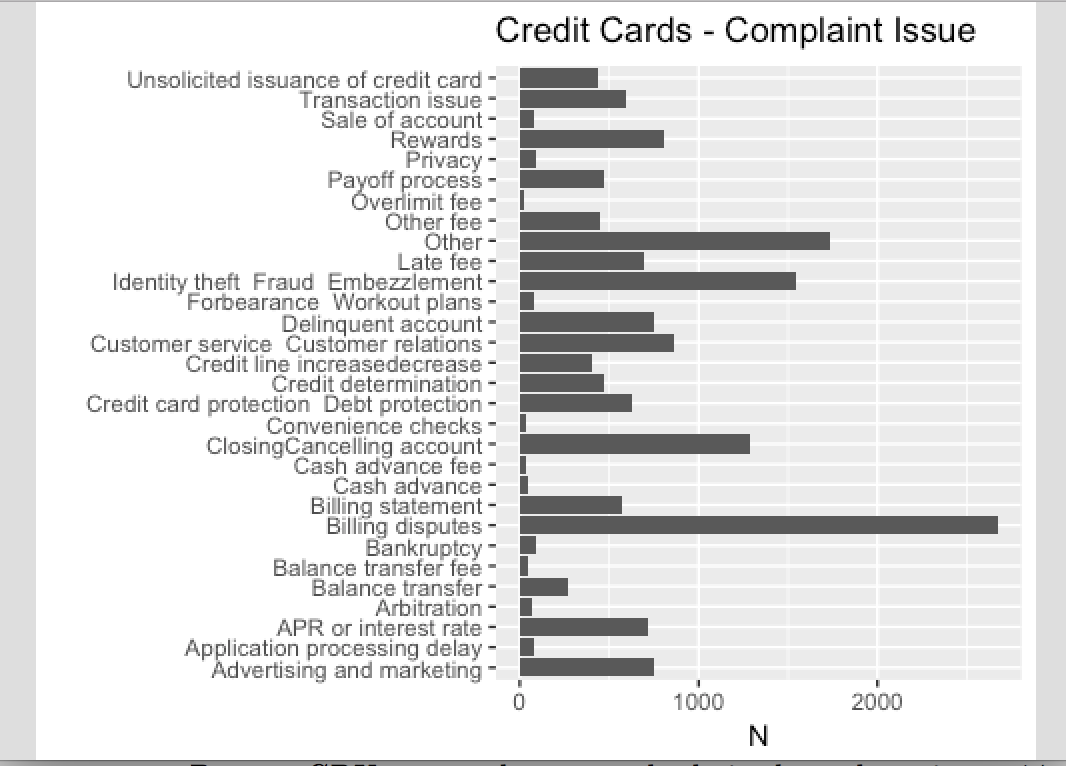 Credit Cards - Complaint Issue
Unsolicited issuance of credit card
Transaction issue
Sale of account
Rewards
Privacy
Payoff process
Overlimit fee
Other fee
Other
Late fee
Identity theft  Fraud  Embezzlement
Forbearance  Workout plans
Delinquent account
Customer service  Customer relations
Credit line increasedecrease
Credit determination
Credit card protection  Debt protection
Convenience checks
ClosingCancelling account
Cash advance fee
Cash advance
Billing statement
Billing disputes
Bankruptcy
Balance transfer fee
Balance transfer
Arbitration
APR or interest rate
Application processing delay
Advertising and marketing
0 1000 2000
N